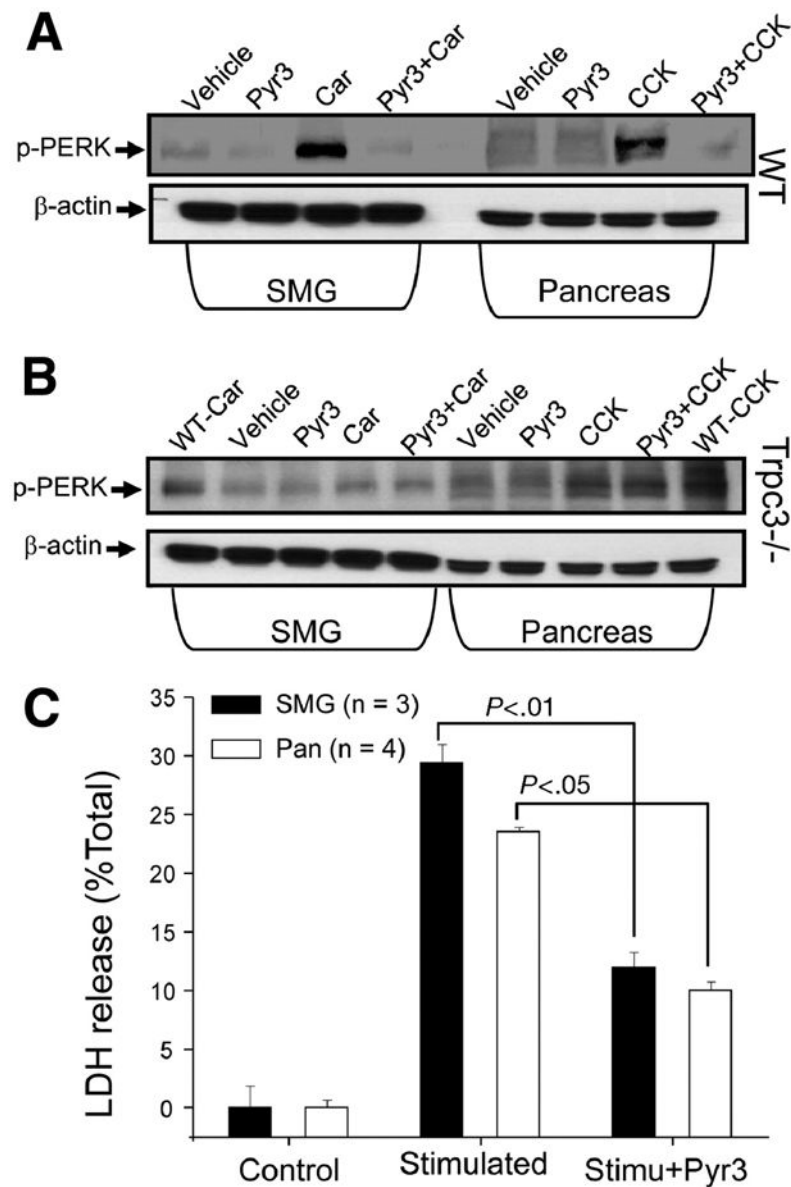 A
Vehicle Pyr3 Car Pyr3+Car Vehicle Pyr3 CCK Pyr3+CCK
p-PERK
β-actin
WT
SMG Pancreas
B
WT-Car Vehicle Pyr3 Car Pyr3+Car Vehicle Pyr3 CCK Pyr3+CCK WT-CCK
p-PERK
β-actin
Trpc3-/-
SMG Pancreas
C
LDH release (%Total)
35
30
25
20
15
10
5
0
SMG (n = 3)
Pan (n = 4)
P<.01
P<.05
Control Stimulated Stimu+Pyr3